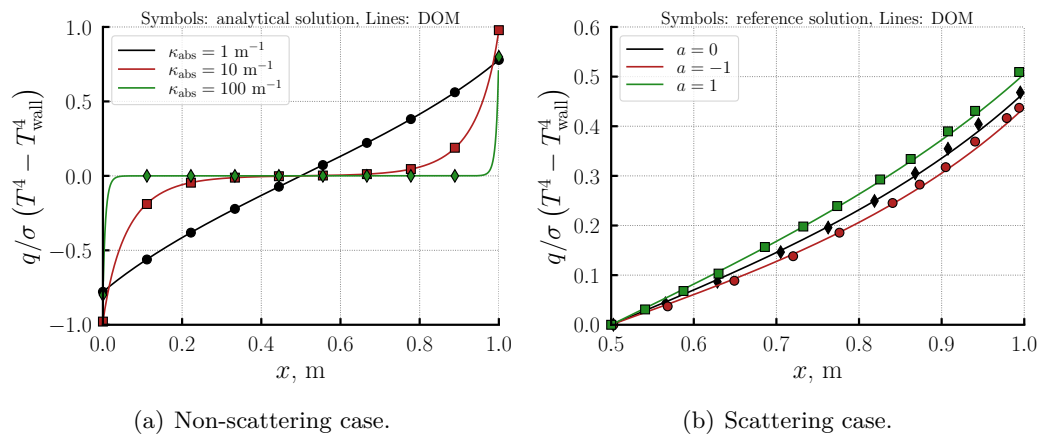 Symbols: analytical solution, Lines: DOM
κabs = 1 m⁻¹
κabs = 10 m⁻¹
κabs = 100 m⁻¹
q/σ (T⁴ − T⁴wall)
1.0
0.5
0.0
−0.5
−1.0
0.0 0.2 0.4 0.6 0.8 1.0
x, m
(a) Non-scattering case.
Symbols: reference solution, Lines: DOM
a = 0
a = −1
a = 1
q/σ (T⁴ − T⁴wall)
0.6
0.5
0.4
0.3
0.2
0.1
0.0
0.5 0.6 0.7 0.8 0.9 1.0
x, m
(b) Scattering case.